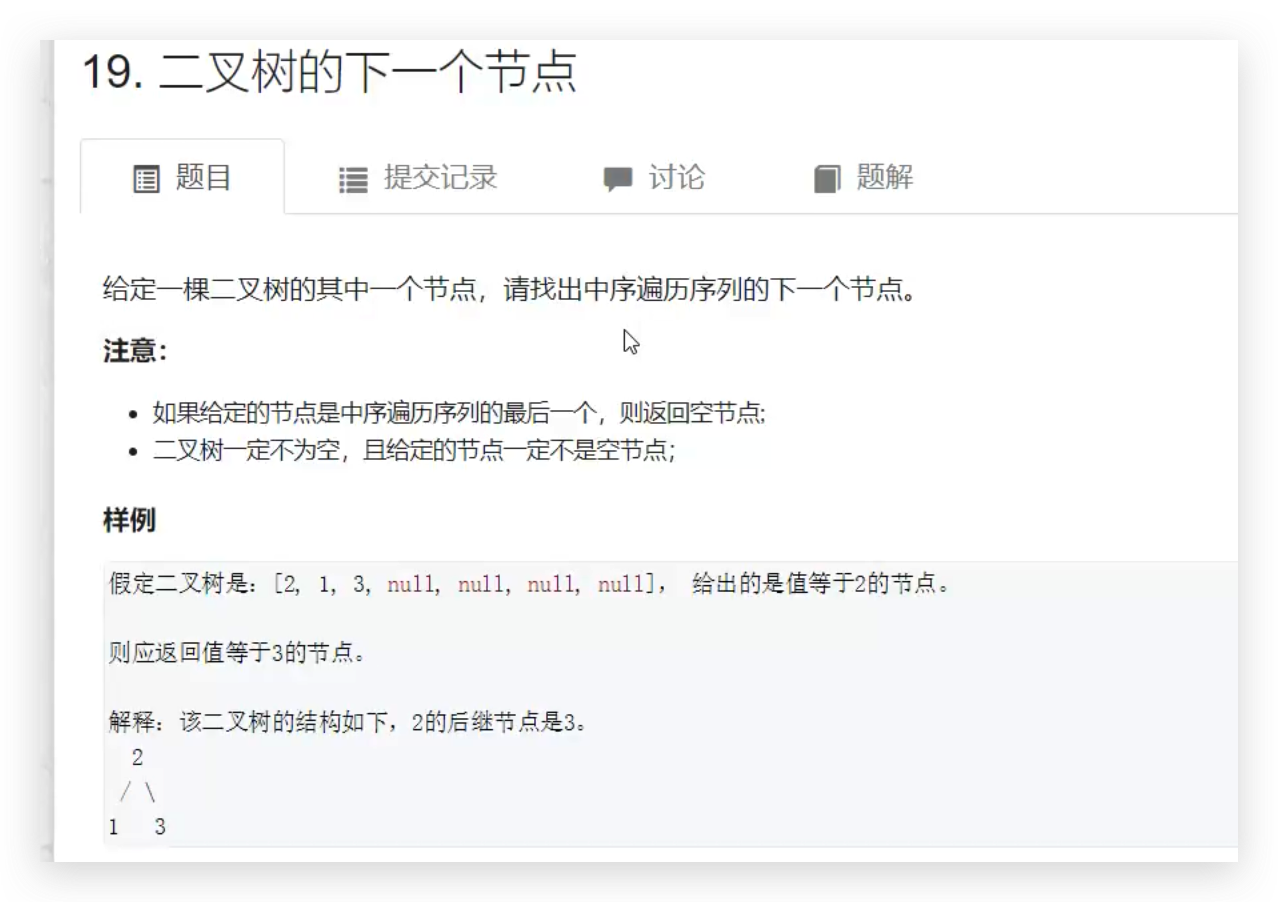 19. 二叉树的下一个节点
题目 提交记录 讨论 题解
给定一棵二叉树的其中一个节点，请找出中序遍历序列的下一个节点。
注意：
• 如果给定的节点是中序遍历序列的最后一个，则返回空节点;
• 二叉树一定不为空，且给定的节点一定不是空节点；
样例
假定二叉树是：[2, 1, 3, null, null, null, null]， 给出的是值等于2的节点。
则应返回值等于3的节点。
解释：该二叉树的结构如下，2的后继节点是3。
2
/ \
1 3